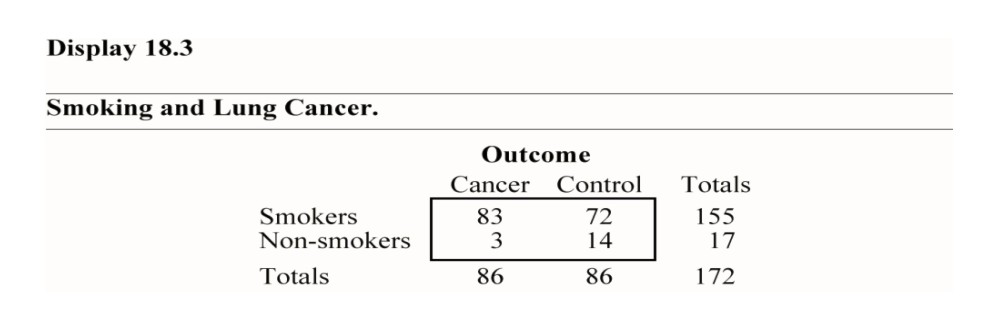 Display 18.3
Smoking and Lung Cancer.
Outcome
Cancer Control Totals
Smokers 83 72 155
Non-smokers 3 14 17
Totals 86 86 172